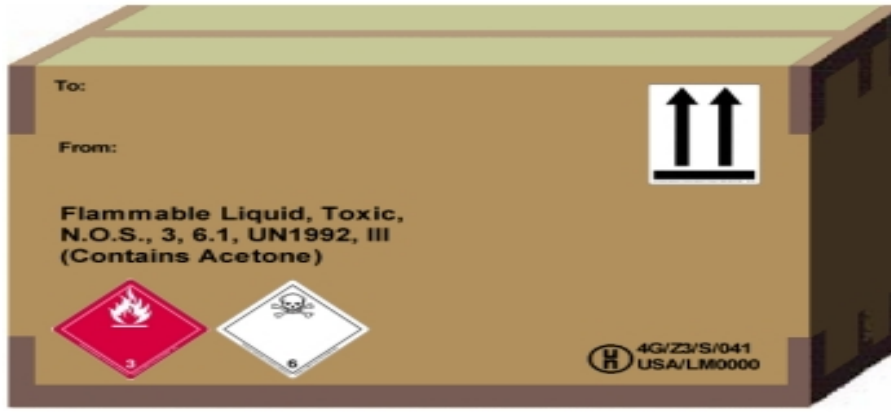 To:
From:
Flammable Liquid, Toxic,
N.O.S., 3, 6.1, UN1992, III
(Contains Acetone)
3
6
un
4G/Z3/S/041
USA/LM0000